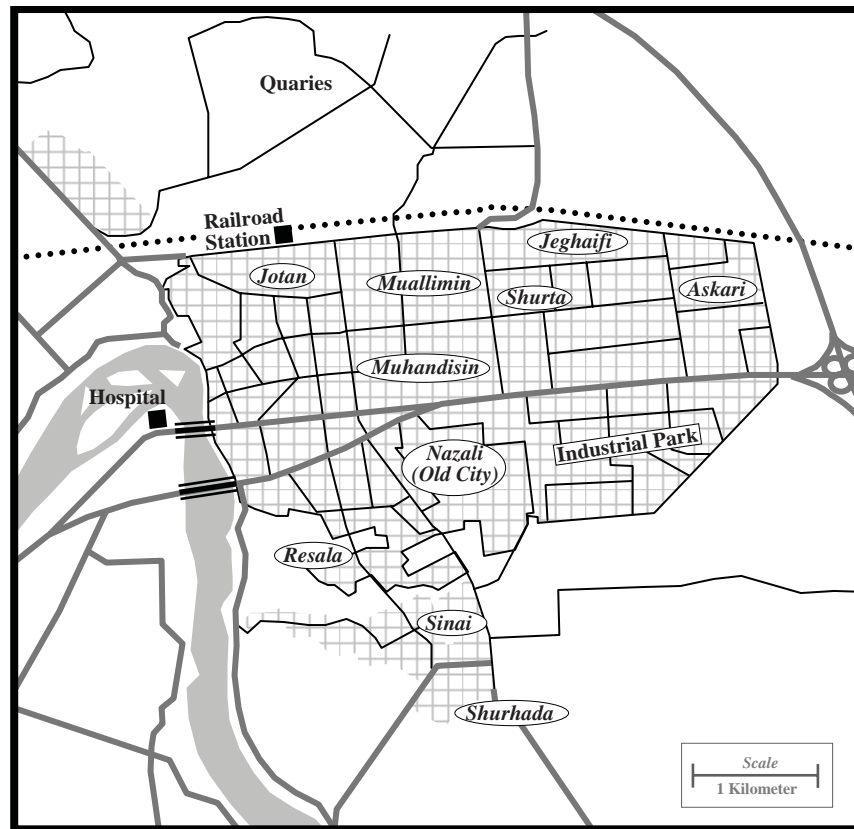 Quaries
Railroad
Station
Jeghaifi
Jotan
Muallimin
Shurta
Askari
Muhandisin
Hospital
Nazali
(Old City)
Industrial Park
Resala
Sinai
Shurhada
Scale
1 Kilometer